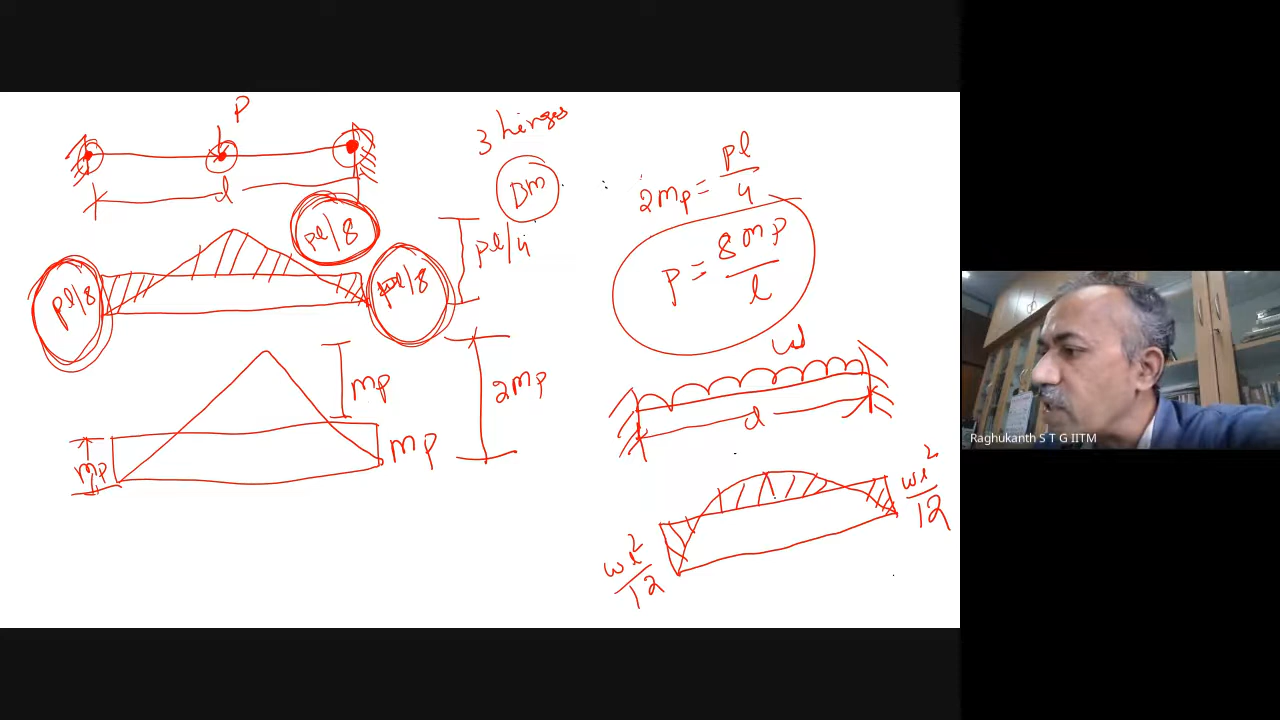 P
l
3 hinges
BM
pl/8
pl/8
pl/8
pl/4
Mp
Mp
Mp
2Mp
2Mp = pl/4
P = 8Mp/l
w
l
wl²/12
wl²/12
Raghukanth S T G IITM